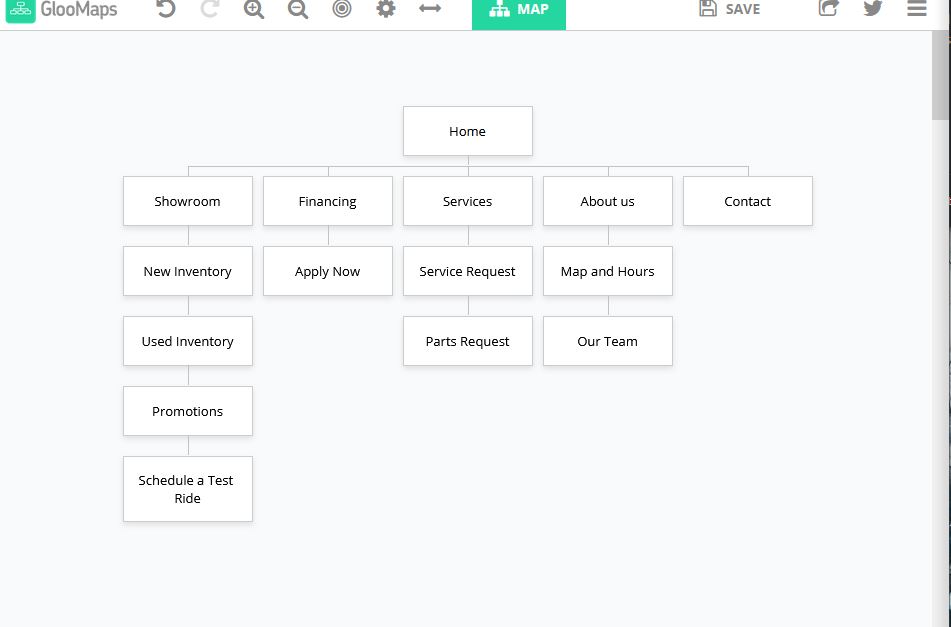 GlooMaps
MAP
SAVE
Home
Showroom
Financing
Services
About us
Contact
New Inventory
Apply Now
Service Request
Map and Hours
Used Inventory
Parts Request
Our Team
Promotions
Schedule a Test
Ride